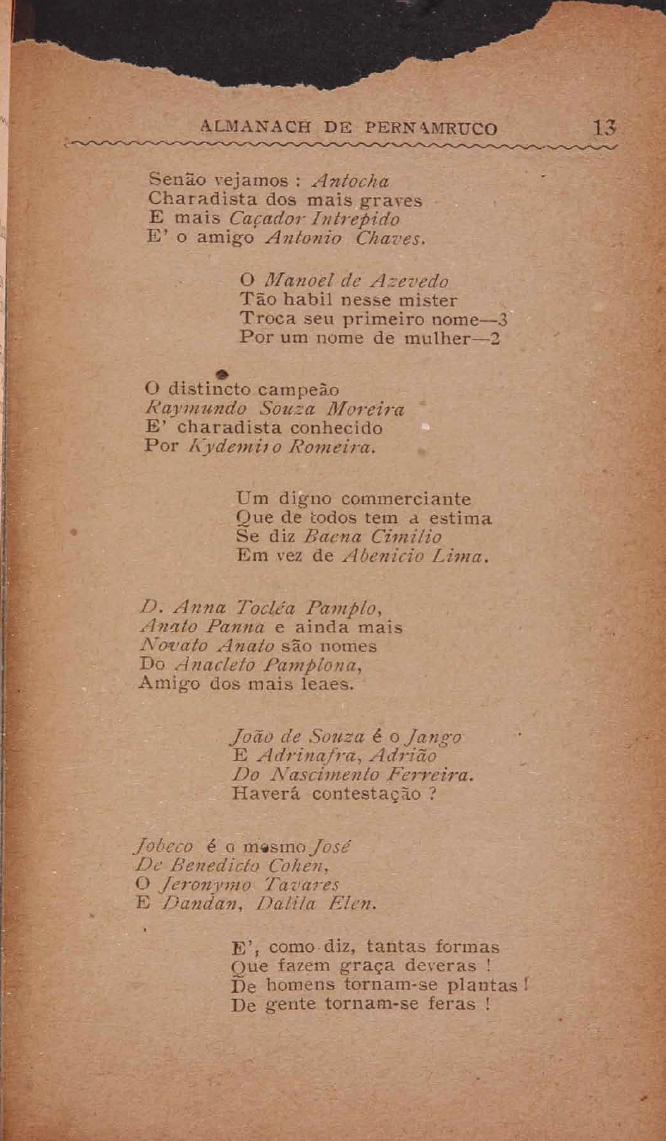 ALMANACH DE PERNAMRUCO 13
Senão vejamos : Antocha
Charadista dos mais graves
E mais Caçador Intrepido
E' o amigo Antonio Chaves.
O Manoel de Azevedo
Tão habil nesse mister
Troca seu primeiro nome—3
Por um nome de mulher—2
O distincto campeão
Raymundo Souza Moreira
E' charadista conhecido
Por Kydemiro Romeira.
Um digno commerciante
Que de todos tem a estima
Se diz Baena Cimilio
Em vez de Abenicio Lima.
D. Anna Tocléa Pamplo,
Anato Panna e ainda mais
Novato Anato são nomes
Do Anacleto Pamplona,
Amigo dos mais leaes.
João de Souza é o Jango
E Adrinafra, Adrião
Do Nascimento Ferreira.
Haverá contestação ?
Jobeco é o mesmo José
De Benedicto Cohen,
O Jeronymo Tavares
E Dandan, Dalila Elen.
E', como diz, tantas formas
Que fazem graça deveras !
De homens tornam-se plantas !
De gente tornam-se feras !